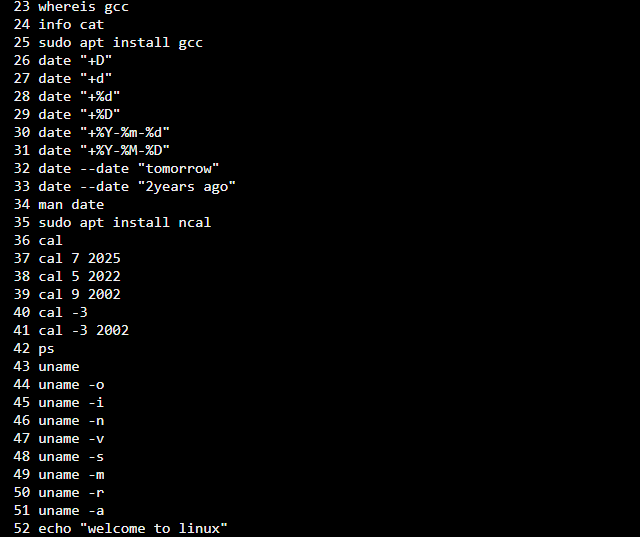 23 whereis gcc
24 info cat
25 sudo apt install gcc
26 date "+D"
27 date "+d"
28 date "+%d"
29 date "+%D"
30 date "+%Y-%m-%d"
31 date "+%Y-%M-%D"
32 date --date "tomorrow"
33 date --date "2years ago"
34 man date
35 sudo apt install ncal
36 cal
37 cal 7 2025
38 cal 5 2022
39 cal 9 2002
40 cal -3
41 cal -3 2002
42 ps
43 uname
44 uname -o
45 uname -i
46 uname -n
47 uname -v
48 uname -s
49 uname -m
50 uname -r
51 uname -a
52 echo "welcome to linux"